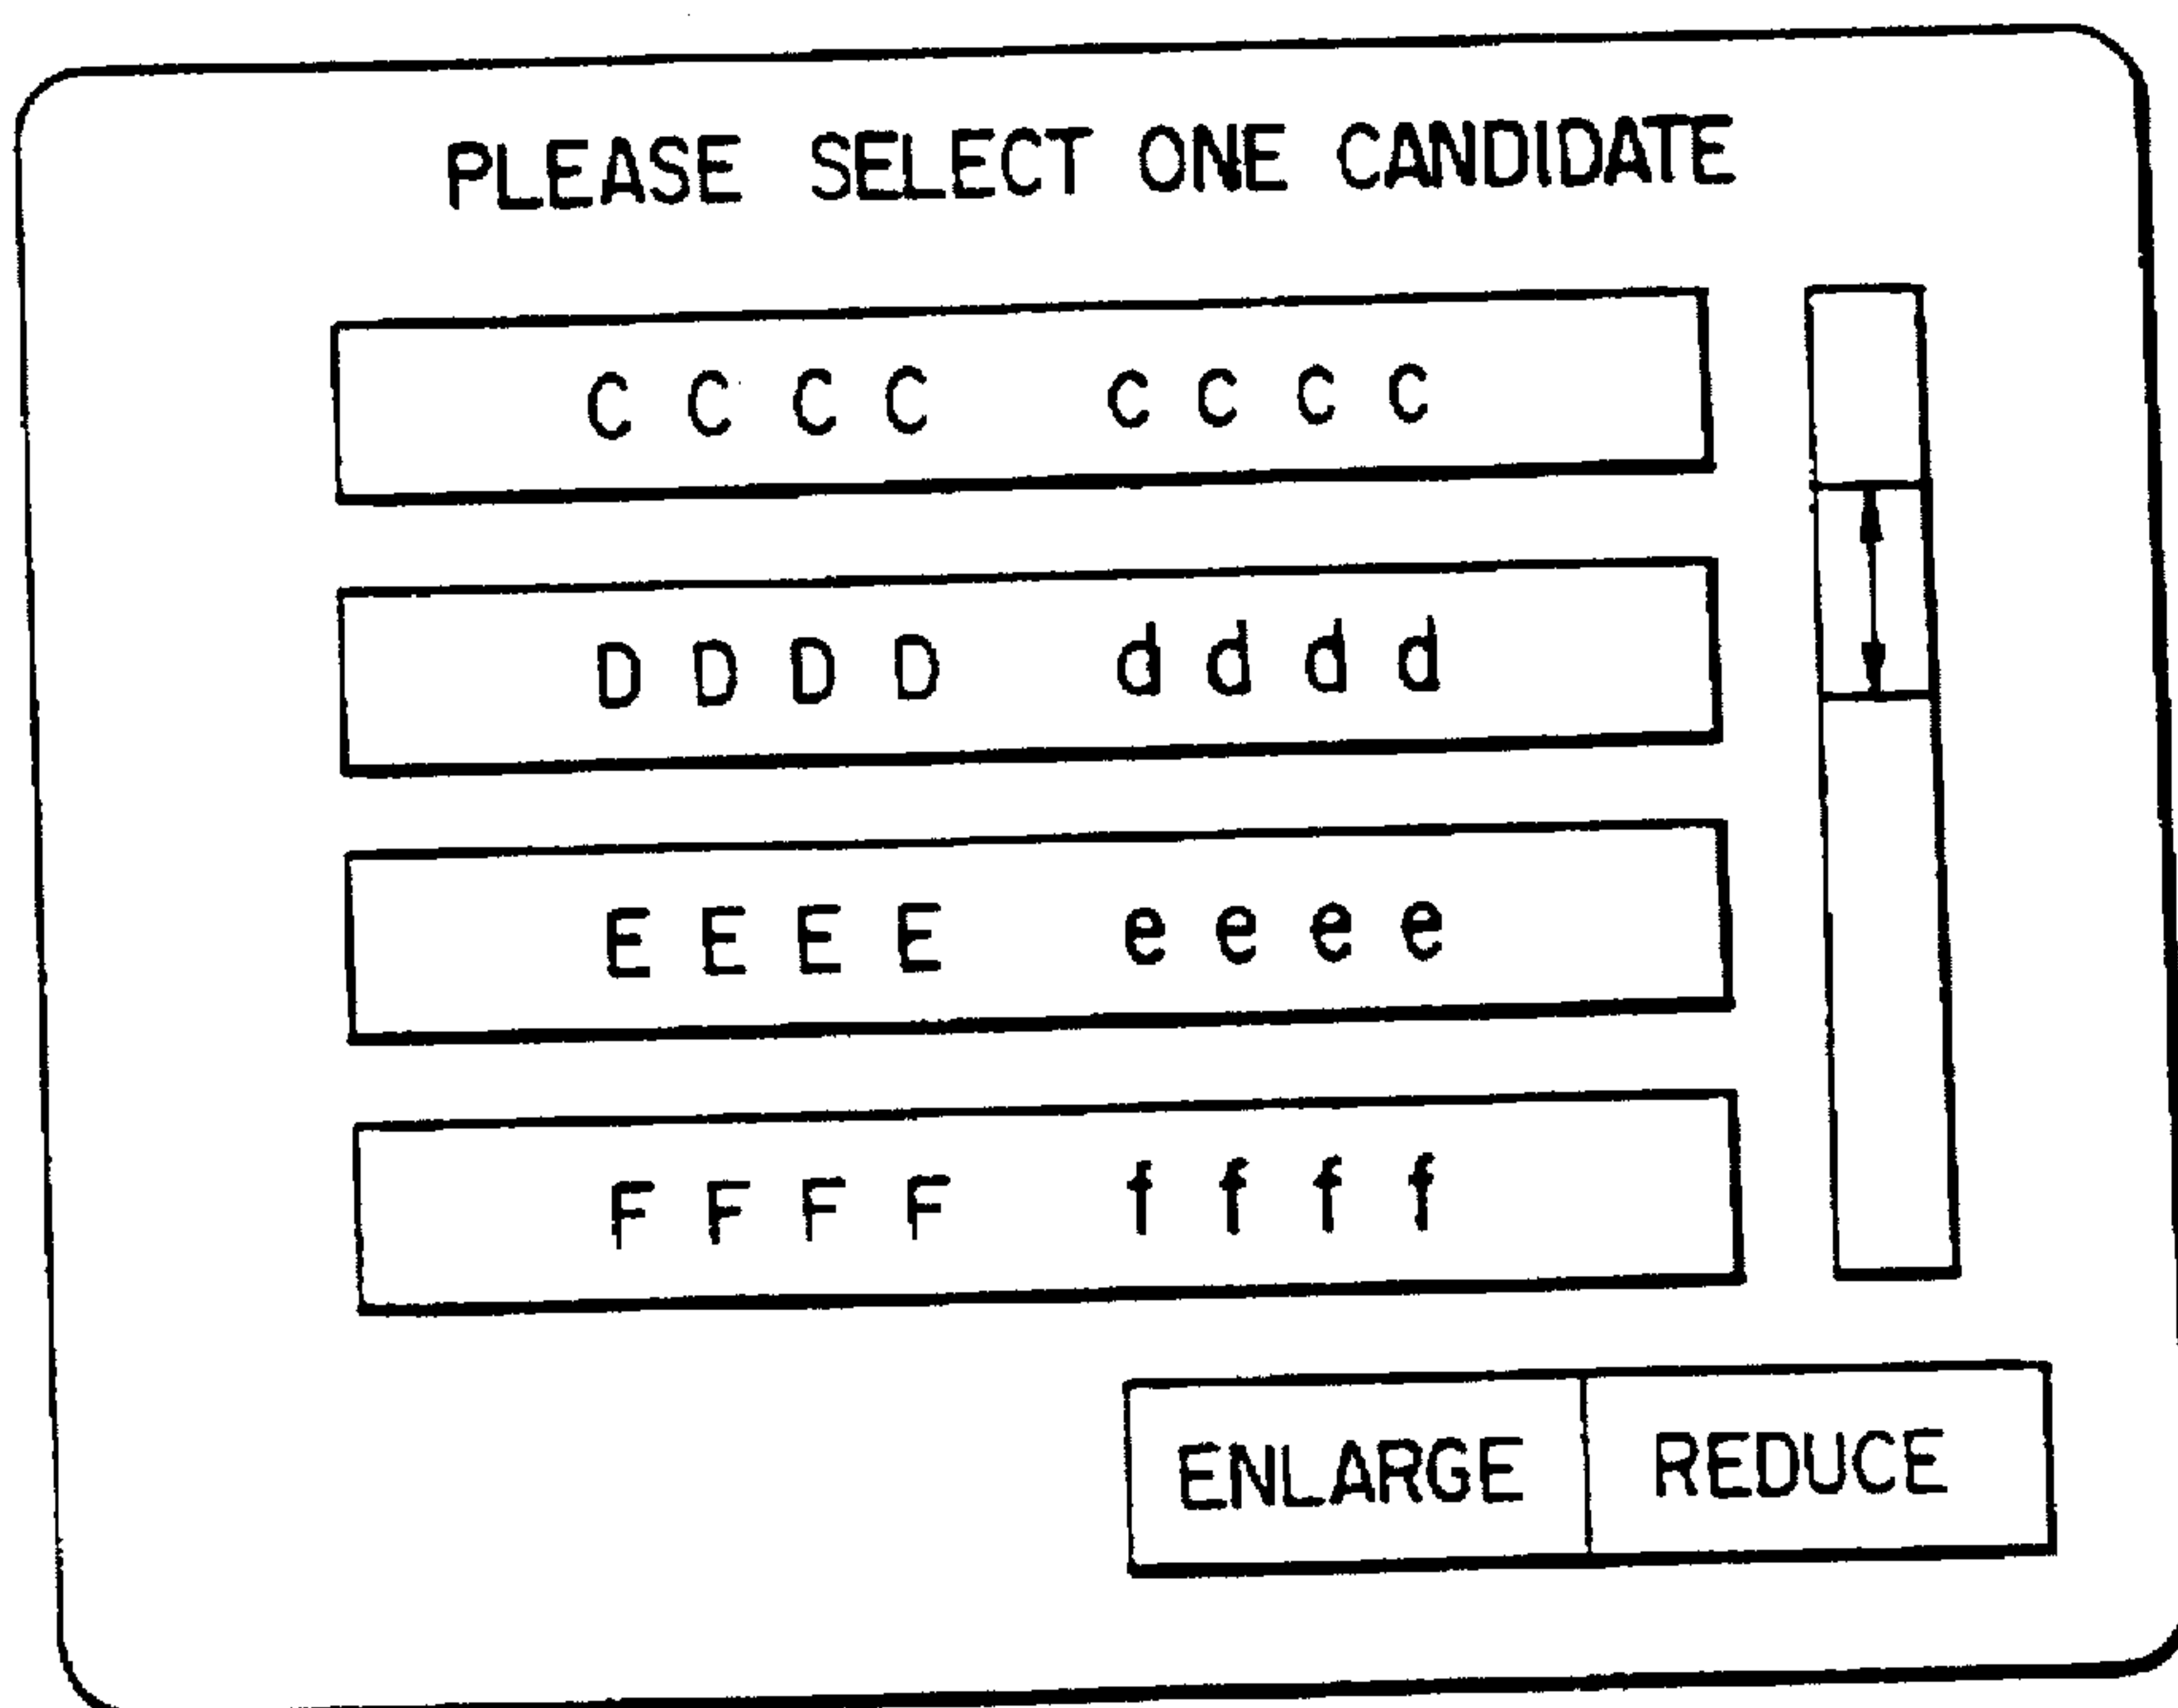 PLEASE SELECT ONE CANDIDATE
C C C C c c c c
D D D D d d d d
E E E E e e e e
F F F F f f f f
ENLARGE REDUCE